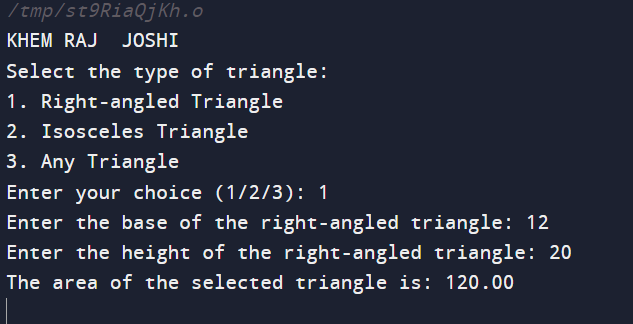 /tmp/st9RiaQjKh.o
KHEM RAJ  JOSHI
Select the type of triangle:
1. Right-angled Triangle
2. Isosceles Triangle
3. Any Triangle
Enter your choice (1/2/3): 1
Enter the base of the right-angled triangle: 12
Enter the height of the right-angled triangle: 20
The area of the selected triangle is: 120.00